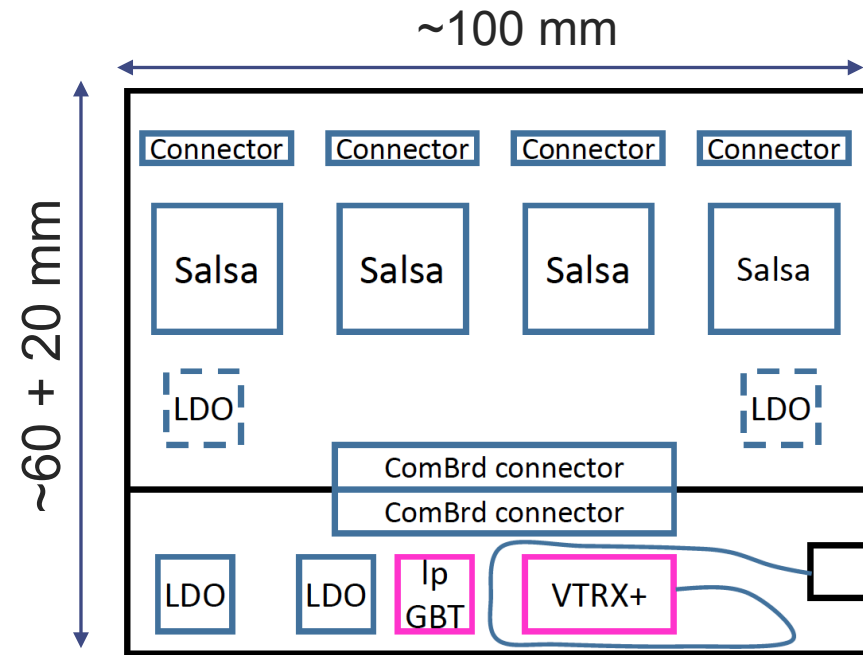 ~100 mm
~60 + 20 mm
Connector Connector Connector Connector
Salsa Salsa Salsa Salsa
LDO LDO
ComBrd connector
ComBrd connector
LDO LDO lp VTRX+
GBT